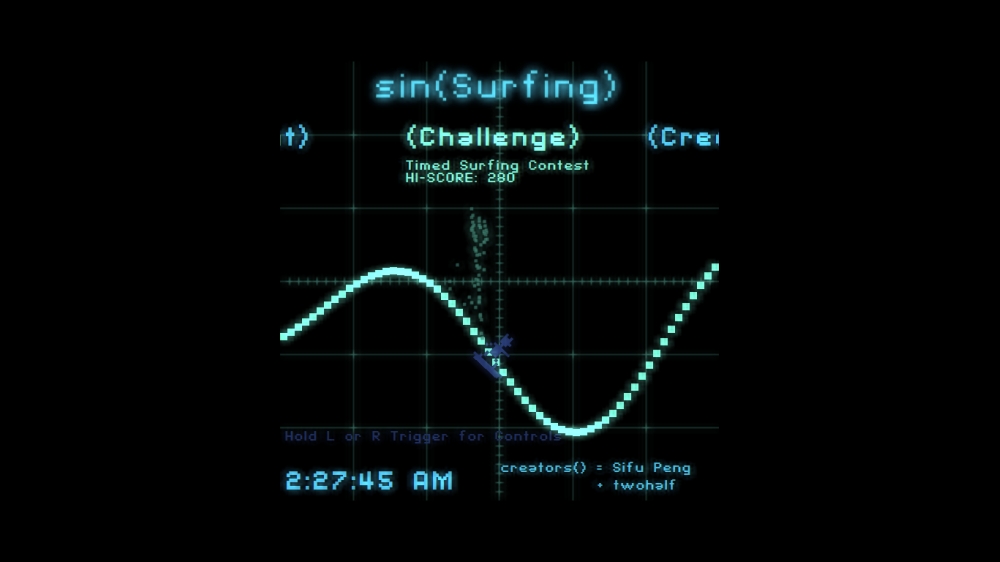 sin(Surfing)
t) (Challenge) (Cre
Timed Surfing Contest
HI-SCORE: 280
Hold L or R Trigger for Controls
creators() = Sifu Peng
2:27:45 AM
+ twohalf